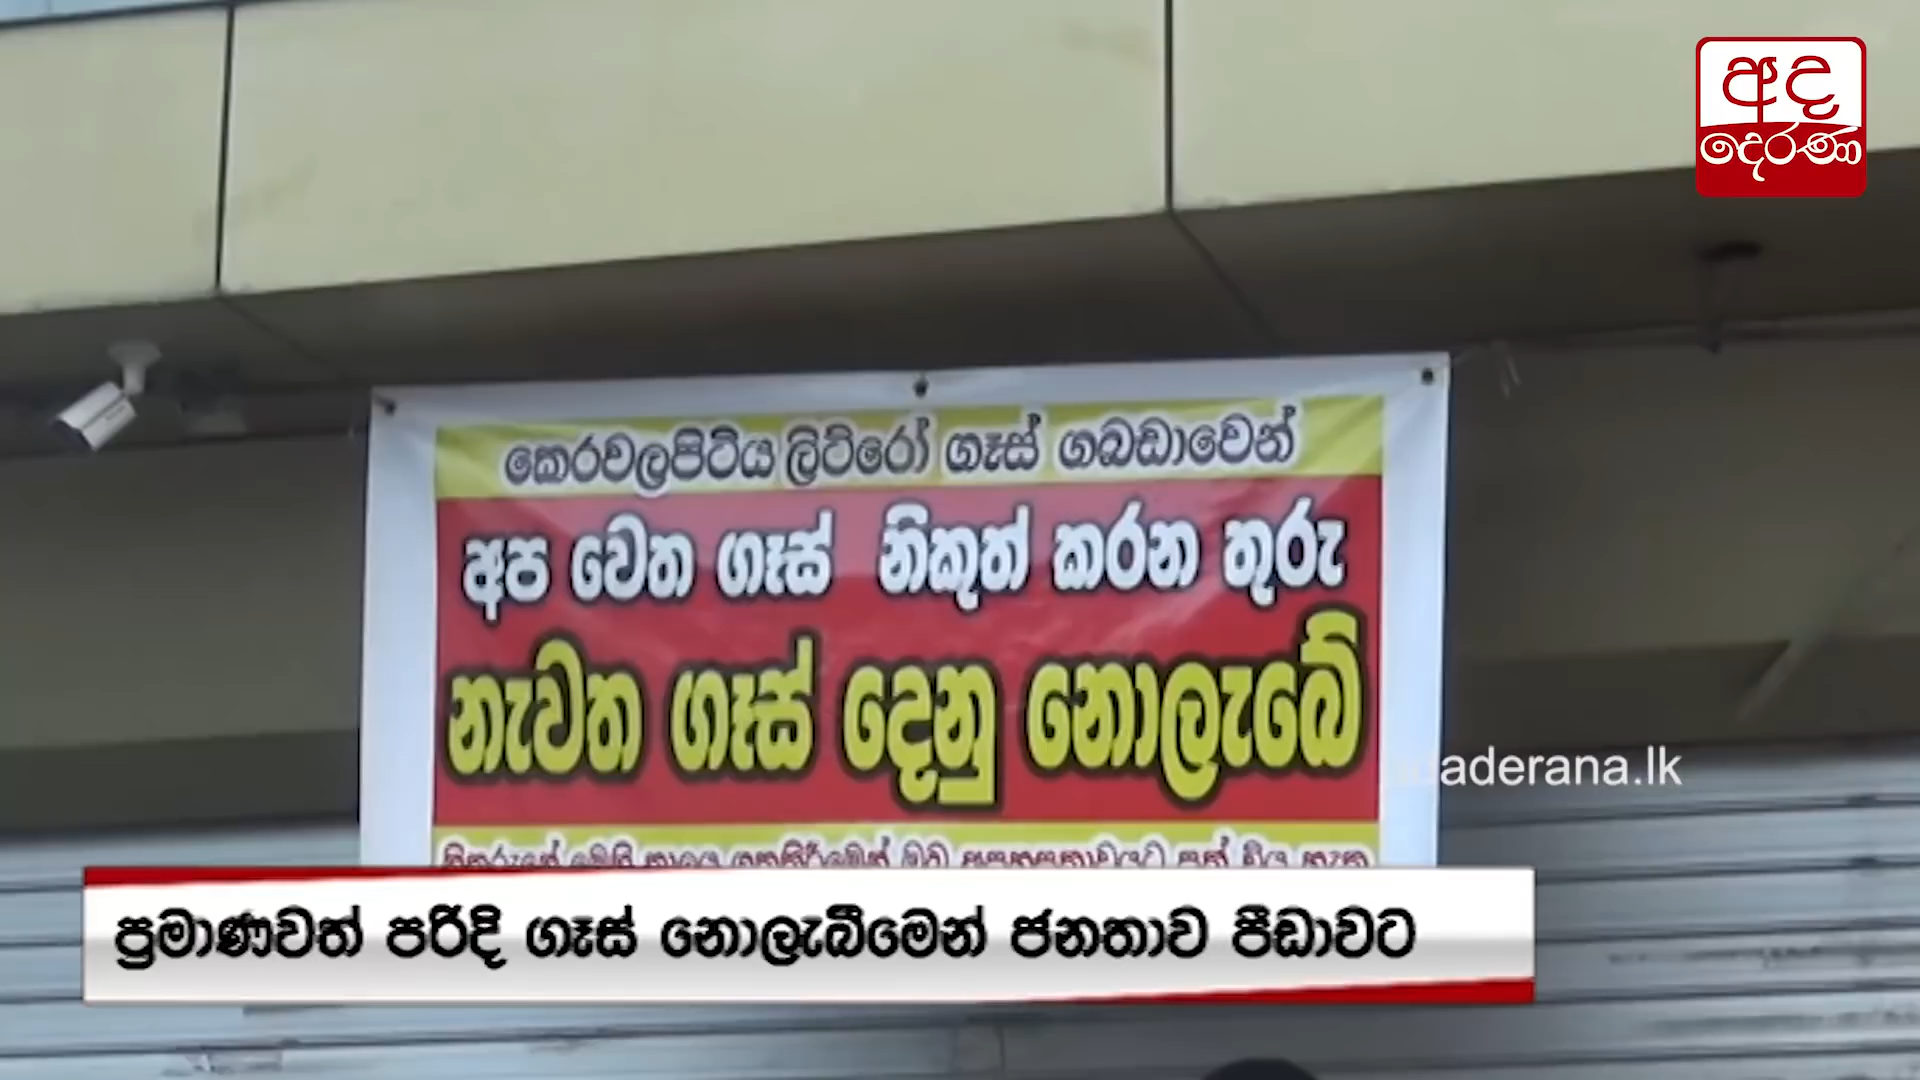 අද
දෙරණ
කෙරවලපිටිය ලිට්රෝ ගෑස් ගබඩාවෙන්
අප වෙත ගෑස් නිකුත් කරන තුරු
නැවත ගෑස් දෙනු නොලැබේ
adaderana.lk
ප්‍රමාණවත් පරිදි ගෑස් නොලැබීමෙන් ජනතාව පීඩාවට